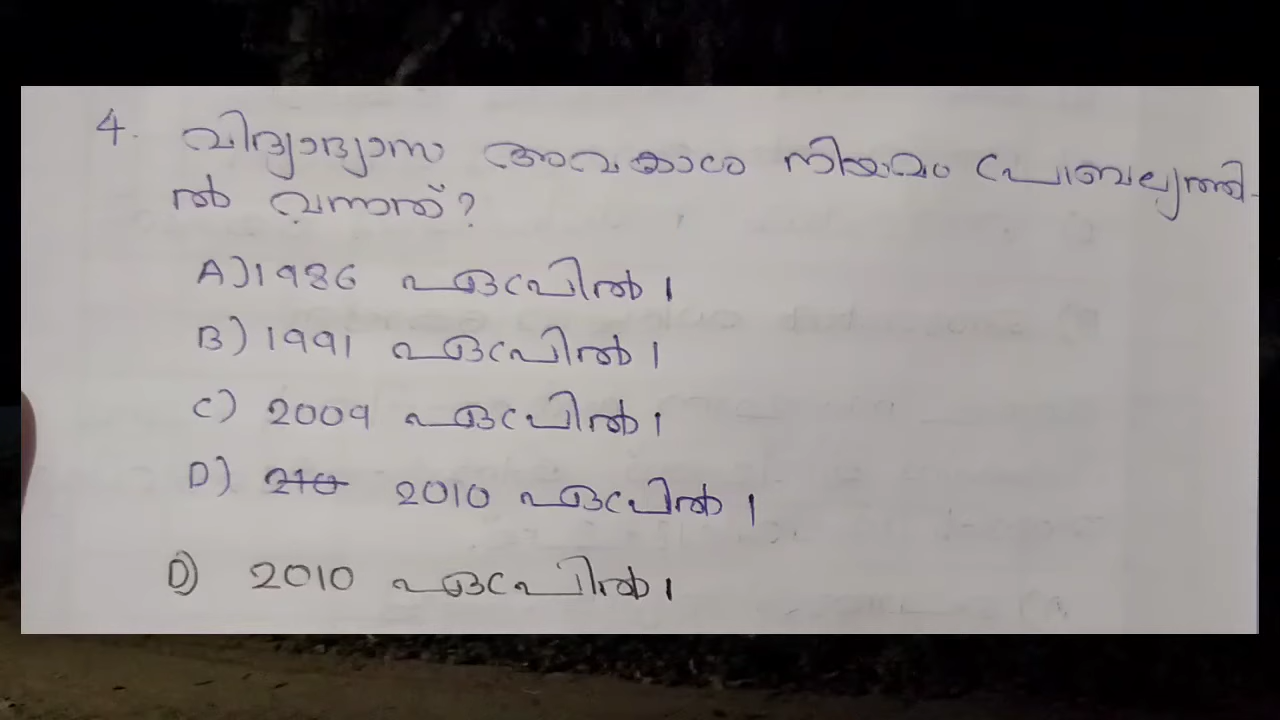 4. വിദ്യാദ്യാസ അവകാശ നിയമം പ്രാബല്യത്തി-
ൽ വന്നത്?
A) 1986 ഏപ്രിൽ 1
B) 1991 ഏപ്രിൽ 1
C) 2009 ഏപ്രിൽ 1
D) 210 2010 ഏപ്രിൽ 1
D) 2010 ഏപ്രിൽ 1